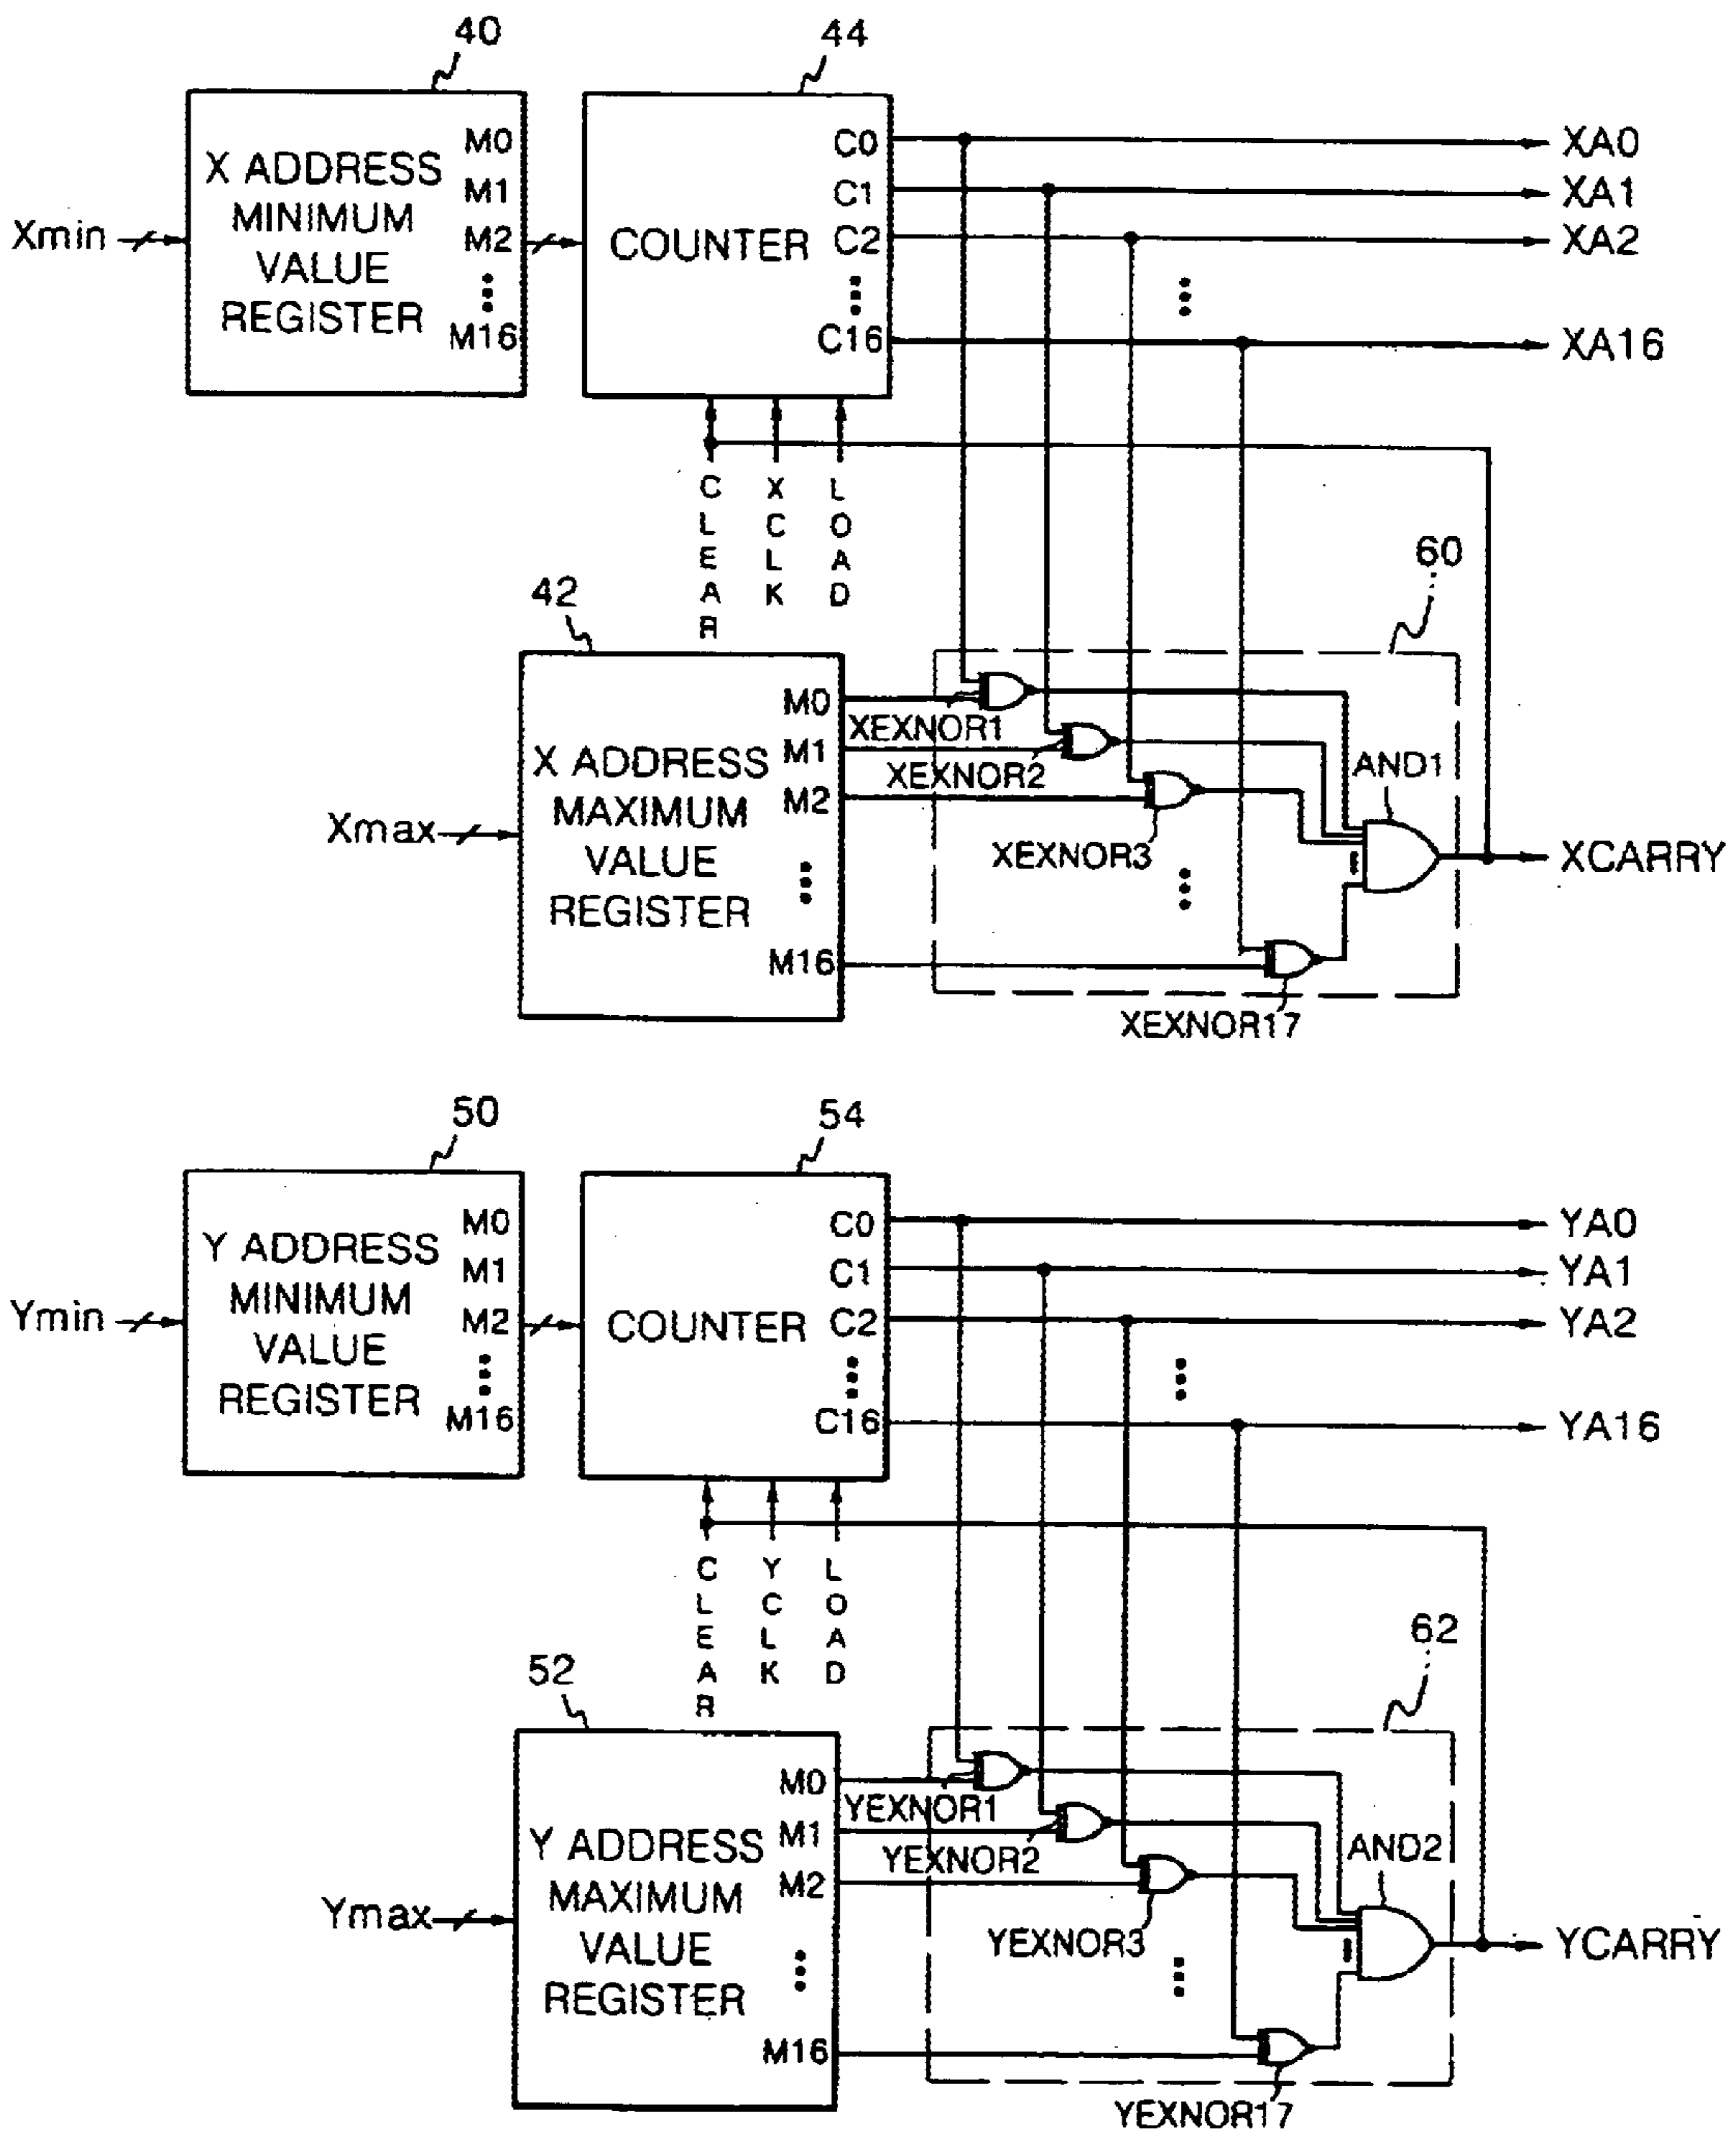 40
44
X ADDRESS
MINIMUM
VALUE
REGISTER
M0
M1
M2
M16
Xmin
COUNTER
C0
C1
C2
C16
XA0
XA1
XA2
XA16
CLEAR
XCLK
LOAD
42
60
X ADDRESS
MAXIMUM
VALUE
REGISTER
M0
M1
M2
M16
Xmax
XEXNOR1
XEXNOR2
XEXNOR3
XEXNOR17
AND1
XCARRY
50
54
Y ADDRESS
MINIMUM
VALUE
REGISTER
M0
M1
M2
M16
Ymin
COUNTER
C0
C1
C2
C16
YA0
YA1
YA2
YA16
CLEAR
YCLK
LOAD
52
62
Y ADDRESS
MAXIMUM
VALUE
REGISTER
M0
M1
M2
M16
Ymax
YEXNOR1
YEXNOR2
YEXNOR3
YEXNOR17
AND2
YCARRY